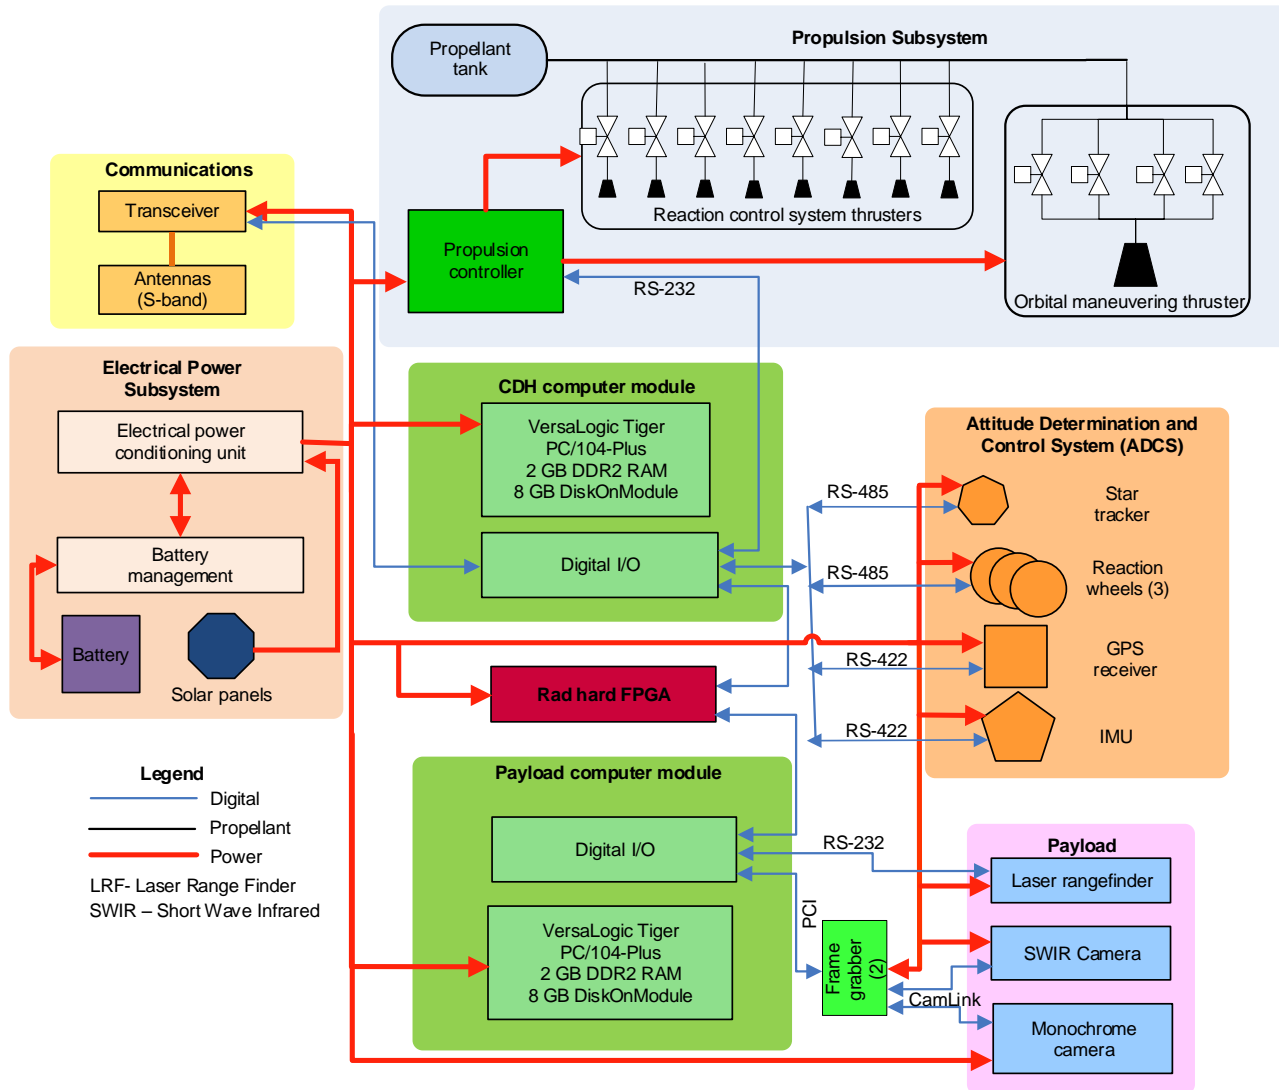 Propulsion Subsystem
Propellant
tank
Reaction control system thrusters
Orbital maneuvering thruster
Propulsion
controller
RS-232
Communications
Transceiver
Antennas
(S-band)
Electrical Power
Subsystem
Electrical power
conditioning unit
Battery
management
Battery
Solar panels
CDH computer module
VersaLogic Tiger
PC/104-Plus
2 GB DDR2 RAM
8 GB DiskOnModule
Digital I/O
Rad hard FPGA
Attitude Determination and
Control System (ADCS)
RS-485
Star
tracker
RS-485
Reaction
wheels (3)
RS-422
GPS
receiver
RS-422
IMU
Legend
Digital
Propellant
Power
LRF- Laser Range Finder
SWIR – Short Wave Infrared
Payload computer module
Digital I/O
VersaLogic Tiger
PC/104-Plus
2 GB DDR2 RAM
8 GB DiskOnModule
RS-232
PCI
Frame
grabber
(2)
CamLink
Payload
Laser rangefinder
SWIR Camera
Monochrome
camera